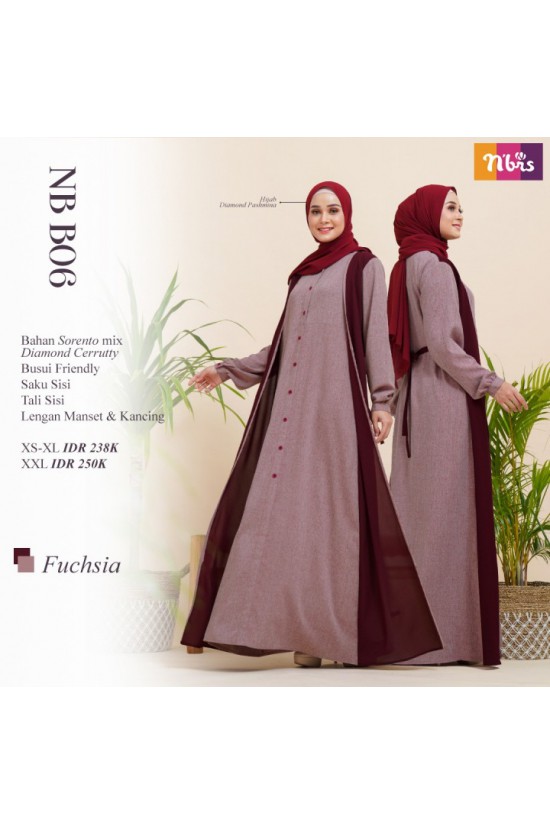 N'brs
Hijab
Diamond Pashmina
NB B06
Bahan Sorento mix
Diamond Cerrutty
Busui Friendly
Saku Sisi
Tali Sisi
Lengan Manset & Kancing
XS-XL IDR 238K
XXL IDR 250K
Fuchsia